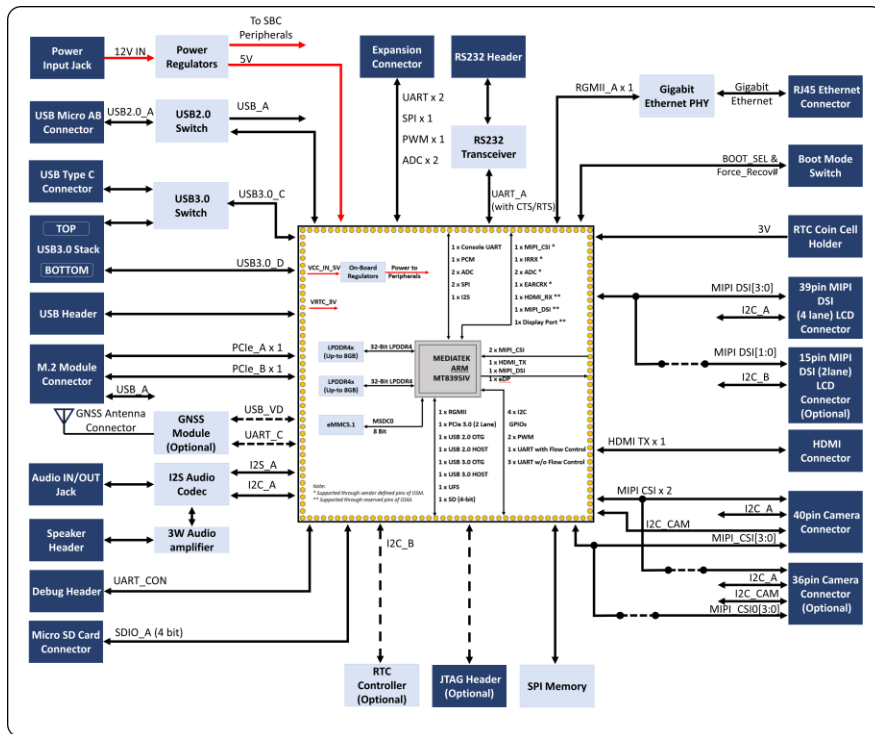 To SBC
Peripherals
Power
Input Jack
12V IN
Power
Regulators
5V
Expansion
Connector
RS232 Header
RGMII_A x 1
Gigabit
Ethernet PHY
Gigabit
Ethernet
RJ45 Ethernet
Connector
USB Micro AB
Connector
USB2.0_A
USB2.0
Switch
USB_A
UART x 2
SPI x 1
PWM x 1
ADC x 2
RS232
Transceiver
UART_A
(with CTS/RTS)
BOOT_SEL &
Force_Recov#
Boot Mode
Switch
USB Type C
Connector
USB3.0
Switch
USB3.0_C
TOP
USB3.0 Stack
BOTTOM
USB3.0_D
3V
RTC Coin Cell
Holder
VCC_IN_5V
On-Board
Regulators
Power to
Peripherals
VRTC_3V
1 x Console UART
1 x PCM
2 x ADC
2 x SPI
1 x I2S
1 x MIPI_CSI *
1 x IRRX *
2 x ADC *
1 x EARCRX *
1 x HDMI_RX **
1 x MIPI_DSI **
1x Display Port **
MIPI DSI[3:0]
I2C_A
39pin MIPI
DSI
(4 lane) LCD
Connector
USB Header
M.2 Module
Connector
PCIe_A x 1
PCIe_B x 1
USB_A
LPDDR4x
(Up-to 8GB)
32-Bit LPDDR4
LPDDR4x
(Up-to 8GB)
32-Bit LPDDR4
eMMC5.1
MSDC0
8 Bit
MEDIATEK
ARM
MT8395IV
2 x MIPI_CSI
1 x HDMI_TX
1 x MIPI_DSI
1 x eDP
MIPI DSI[1:0]
I2C_B
15pin MIPI
DSI (2lane)
LCD
Connector
(Optional)
GNSS Antenna
Connector
GNSS
Module
(Optional)
USB_VD
UART_C
1 x RGMII
1 x PCIe 3.0 (2 Lane)
1 x USB 2.0 OTG
1 x USB 2.0 HOST
1 x USB 3.0 OTG
1 x USB 3.0 HOST
1 x UFS
1 x SD (4-bit)
4 x I2C
GPIOs
2 x PWM
1 x UART with Flow Control
3 x UART w/o Flow Control
HDMI TX x 1
HDMI
Connector
Audio IN/OUT
Jack
I2S Audio
Codec
I2S_A
I2C_A
Note:
* Supported through vendor defined pins of OSM.
** Supported through reserved pins of OSM.
MIPI CSI x 2
I2C_A
I2C_CAM
MIPI_CSI[3:0]
40pin Camera
Connector
Speaker
Header
3W Audio
amplifier
I2C_A
I2C_CAM
MIPI_CSI0[3:0]
36pin Camera
Connector
(Optional)
Debug Header
UART_CON
I2C_B
Micro SD Card
Connector
SDIO_A (4 bit)
RTC
Controller
(Optional)
JTAG Header
(Optional)
SPI Memory